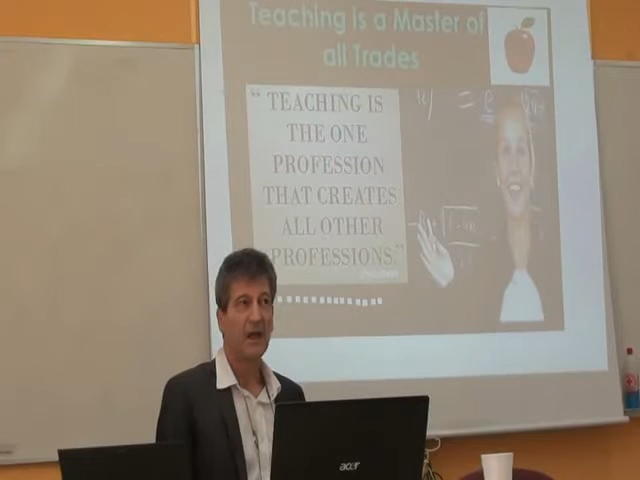 Teaching is a Master of
all Trades
“ TEACHING IS
THE ONE
PROFESSION
THAT CREATES
ALL OTHER
PROFESSIONS.”
acer